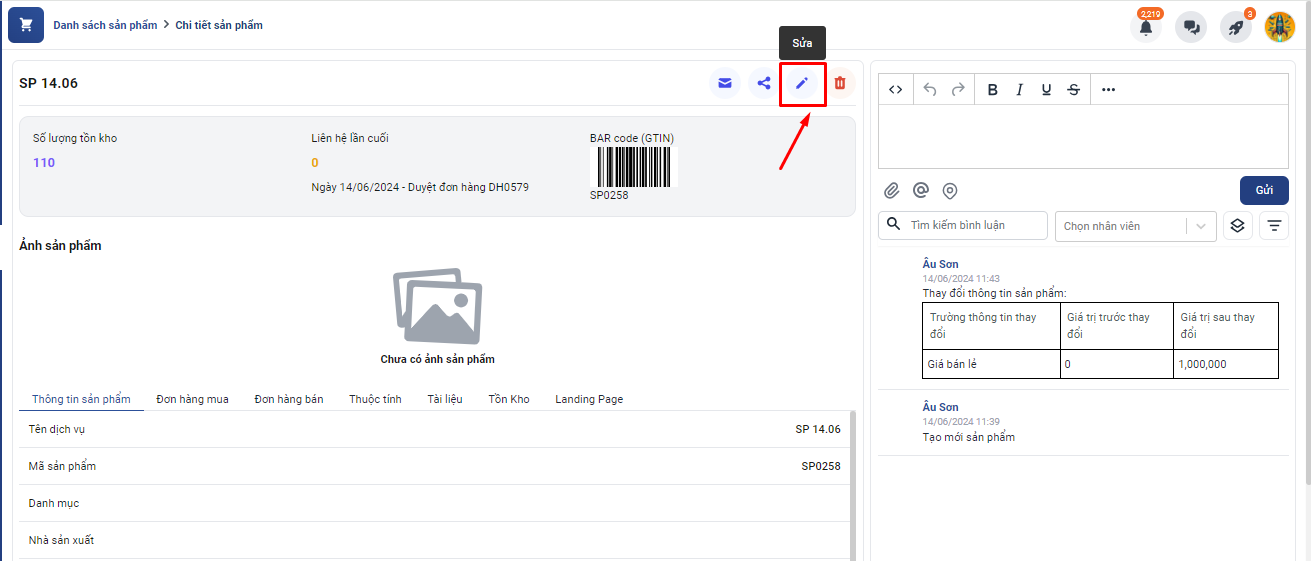 Danh sách sản phẩm > Chi tiết sản phẩm
2,219
3
Sửa
SP 14.06
Số lượng tồn kho
110
Liên hệ lần cuối
0
Ngày 14/06/2024 - Duyệt đơn hàng DH0579
BAR code (GTIN)
SP0258
Ảnh sản phẩm
Chưa có ảnh sản phẩm
Thông tin sản phẩm Đơn hàng mua Đơn hàng bán Thuộc tính Tài liệu Tồn Kho Landing Page
Tên dịch vụ SP 14.06
Mã sản phẩm SP0258
Danh mục
Nhà sản xuất
B I U S
Gửi
Tìm kiếm bình luận
Chọn nhân viên
Âu Sơn
14/06/2024 11:43
Thay đổi thông tin sản phẩm:
Trường thông tin thay đổi
Giá trị trước thay đổi
Giá trị sau thay đổi
Giá bán lẻ 0 1,000,000
Âu Sơn
14/06/2024 11:39
Tạo mới sản phẩm